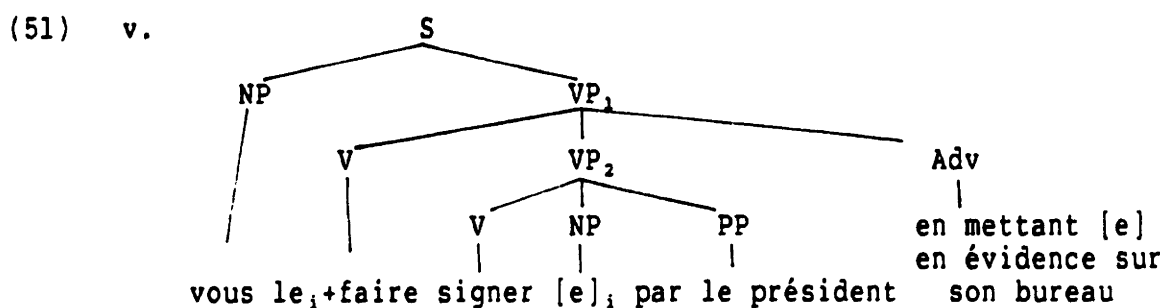 (51) v. S
NP VP₁
V VP₂ Adv
V NP PP en mettant [e]
en évidence sur
vous leᵢ+faire signer [e]ᵢ par le président son bureau